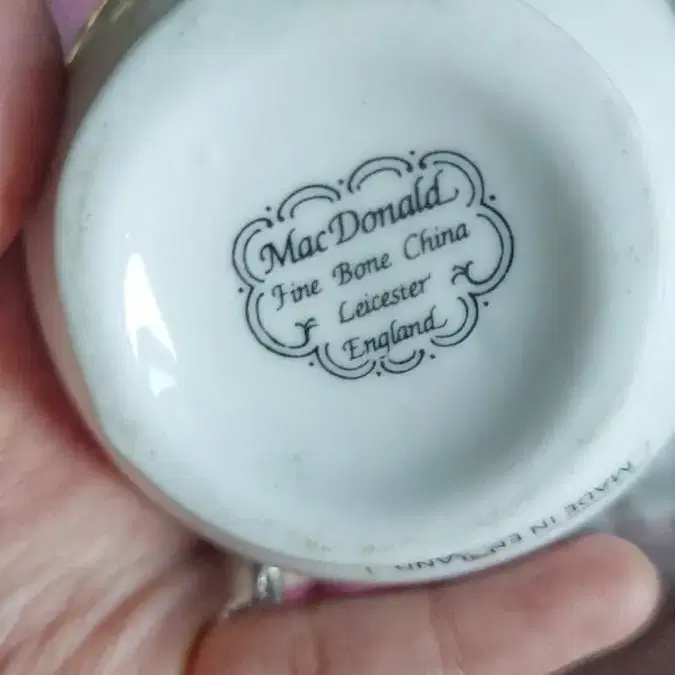 MacDonald
Fine Bone China
Leicester
England
MADE IN ENGLAND